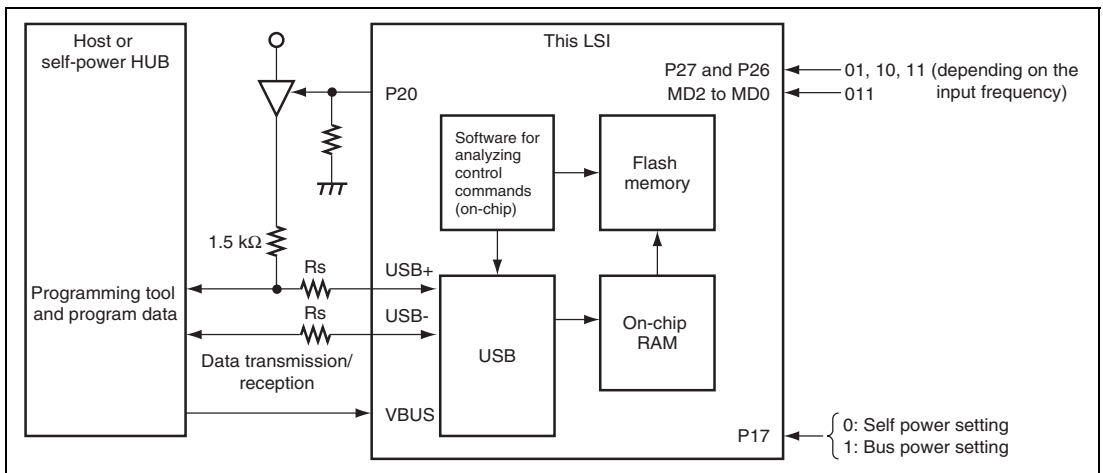 Host or
self-power HUB
This LSI
P27 and P26
01, 10, 11 (depending on the
input frequency)
MD2 to MD0
011
P20
Software for
analyzing
control
commands
(on-chip)
Flash
memory
1.5 kΩ
Rs
USB+
Programming tool
and program data
Rs
USB-
USB
On-chip
RAM
Data transmission/
reception
VBUS
P17
0: Self power setting
1: Bus power setting